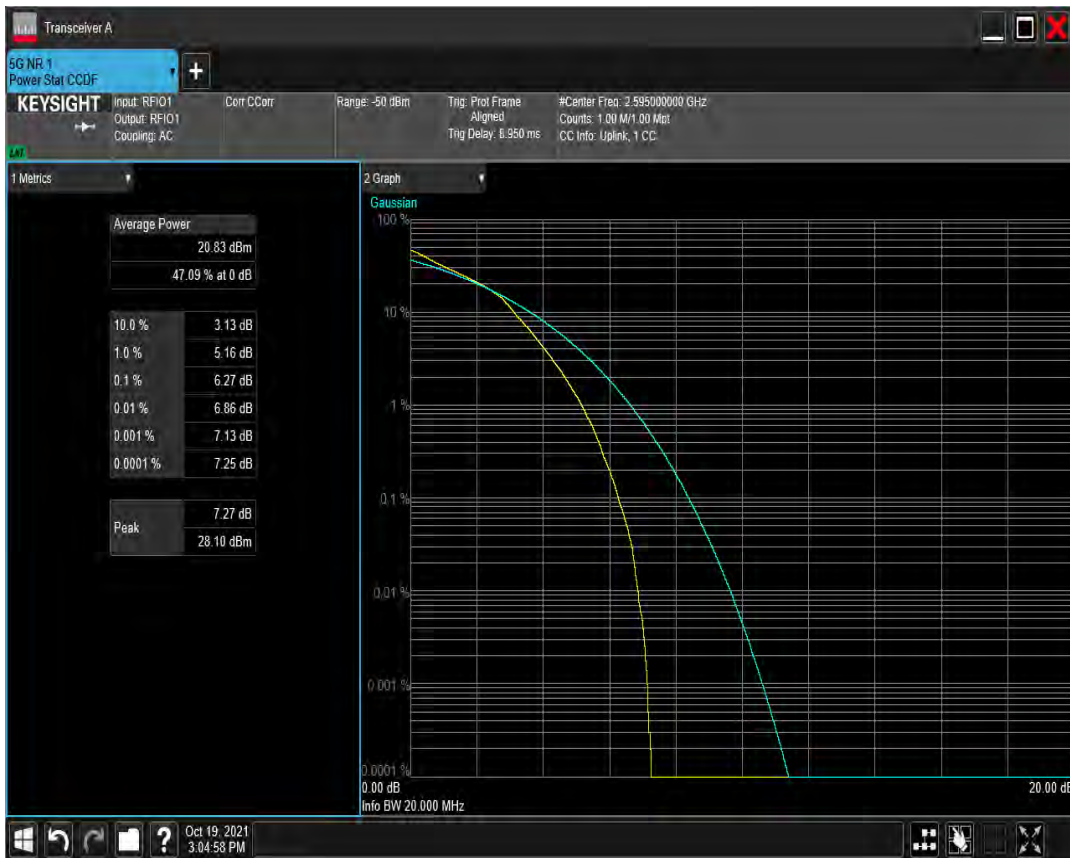 Transceiver A
5G NR 1
Power Stat CCDF
+
KEYSIGHT
Input: RFIO1
Output: RFIO1
Coupling: AC
Corr CCorr
Range: -50 dBm
Trig: Prot Frame
Aligned
Trig Delay: 8.950 ms
#Center Freq: 2.595000000 GHz
Counts: 1.00 M/1.00 Mpt
CC Info: Uplink, 1 CC
LXI
1 Metrics
Average Power
20.83 dBm
47.09 % at 0 dB
10.0 % 3.13 dB
1.0 % 5.16 dB
0.1 % 6.27 dB
0.01 % 6.86 dB
0.001 % 7.13 dB
0.0001 % 7.25 dB
Peak
7.27 dB
28.10 dBm
2 Graph
Gaussian
100 %
10 %
1 %
0.1 %
0.01 %
0.001 %
0.0001 %
0.00 dB
20.00 dB
Info BW 20.000 MHz
?
Oct 19, 2021
3:04:58 PM